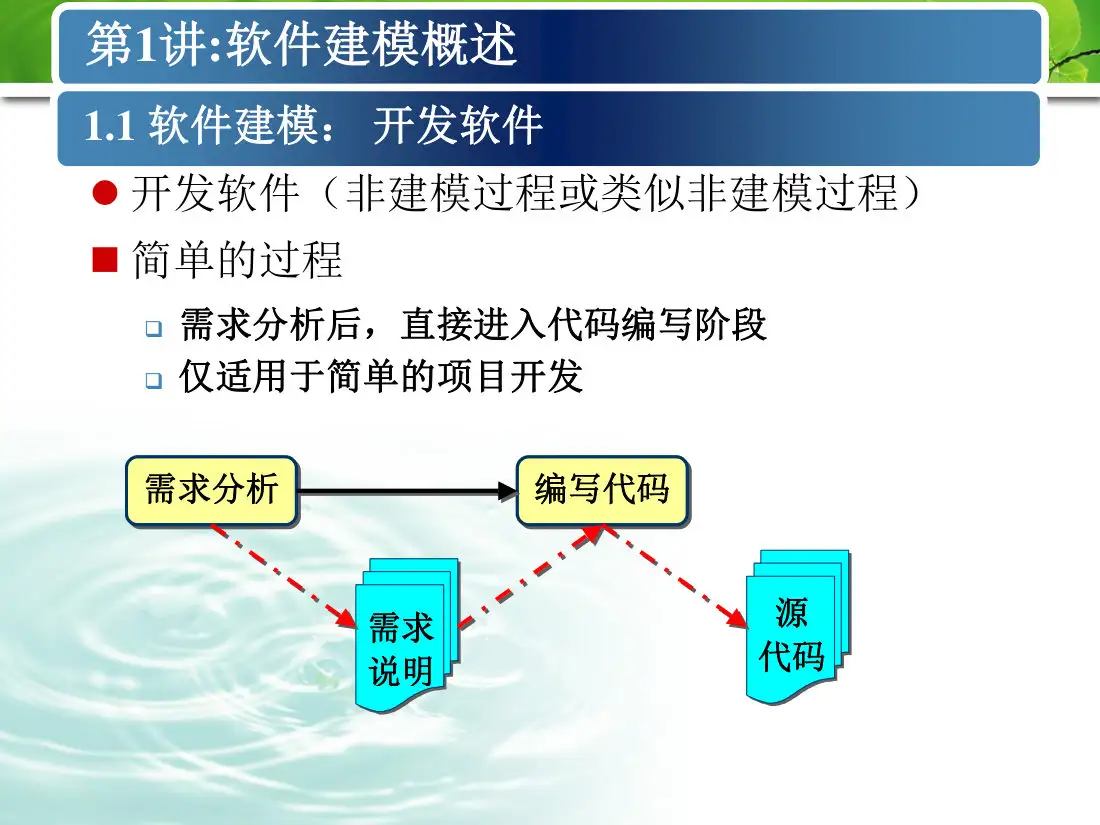 第1讲:软件建模概述
1.1 软件建模： 开发软件
开发软件（非建模过程或类似非建模过程）
简单的过程
需求分析后，直接进入代码编写阶段
仅适用于简单的项目开发
需求分析
编写代码
需求
说明
源
代码